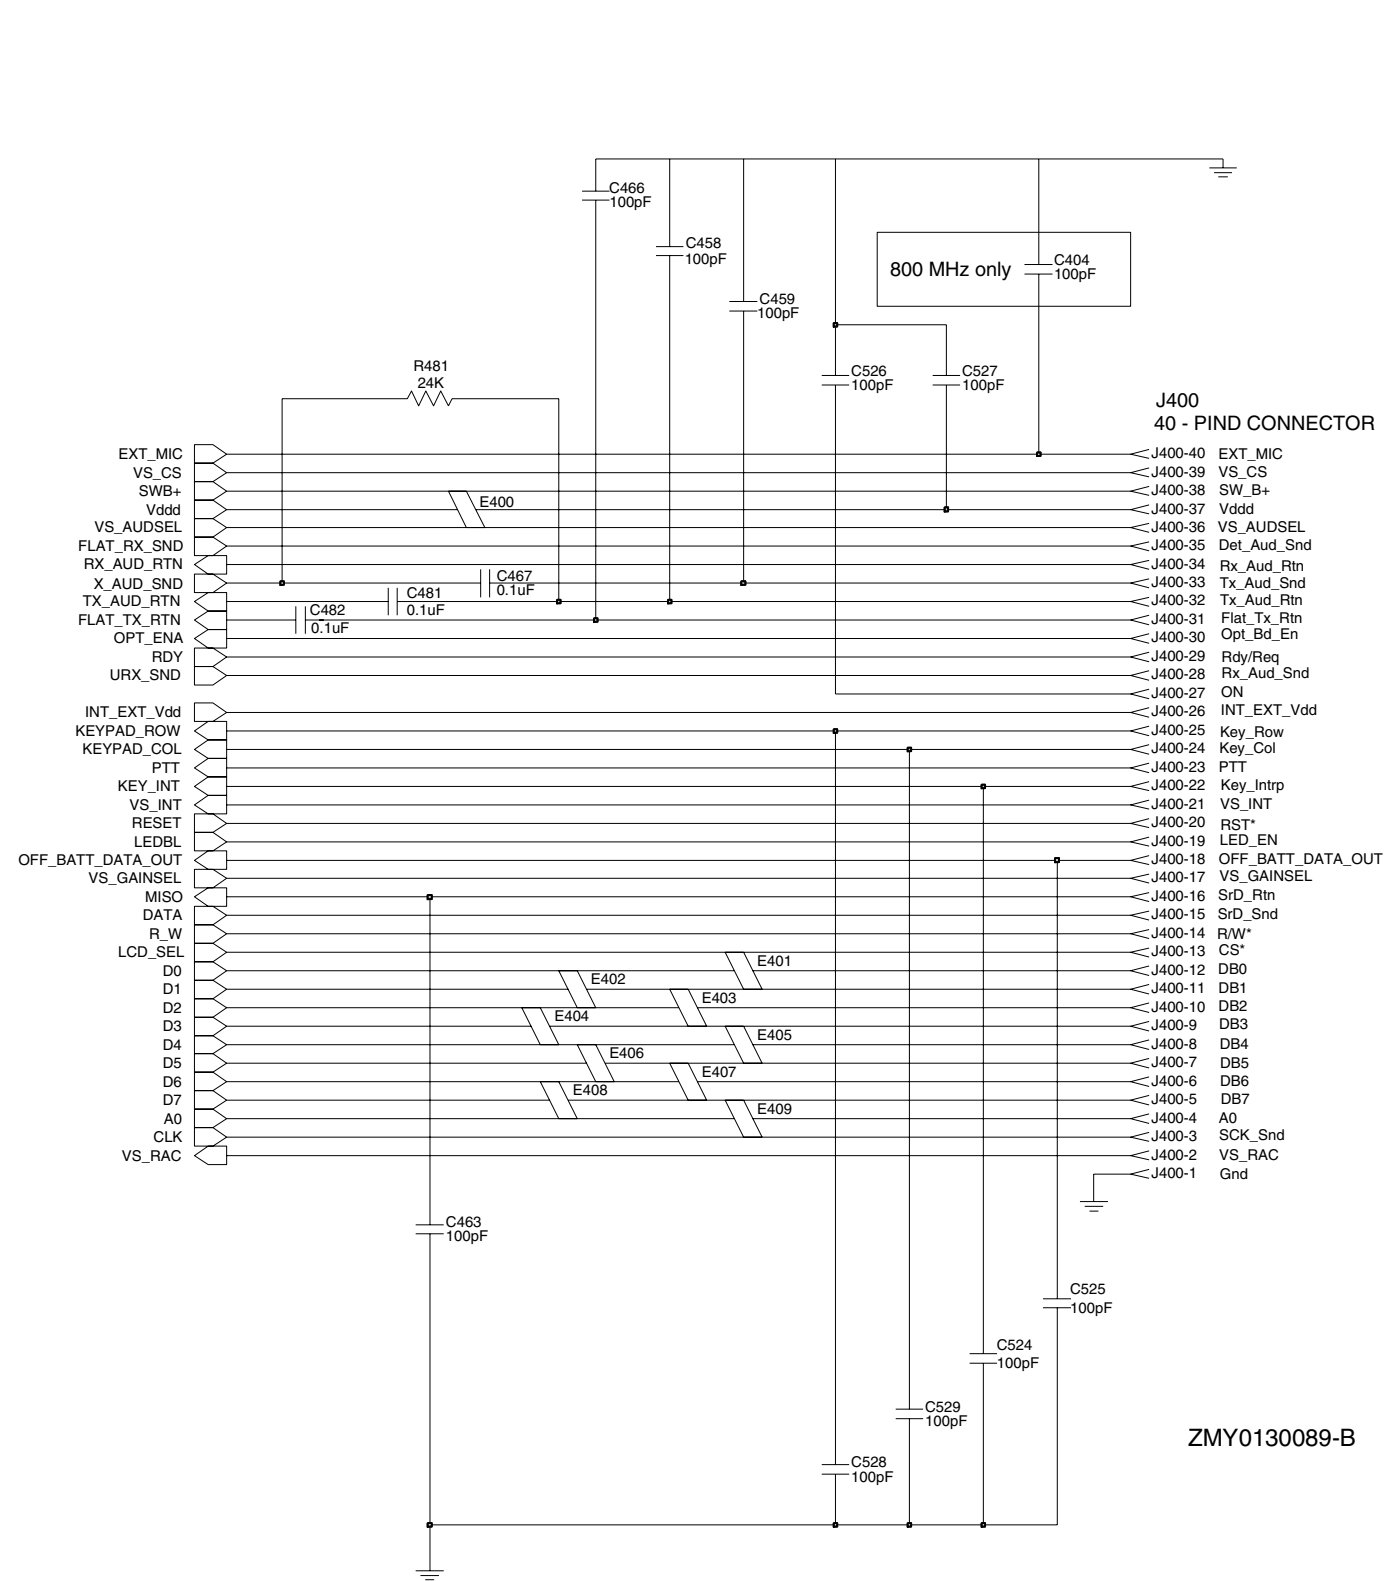 C466
100pF
C458
100pF
C459
100pF
800 MHz only
C404
100pF
R481
24K
C526
100pF
C527
100pF
J400
40 - PIND CONNECTOR
EXT_MIC J400-40 EXT_MIC
VS_CS J400-39 VS_CS
SWB+ J400-38 SW_B+
E400
Vddd J400-37 Vddd
VS_AUDSEL J400-36 VS_AUDSEL
FLAT_RX_SND J400-35 Det_Aud_Snd
RX_AUD_RTN J400-34 Rx_Aud_Rtn
C467
0.1uF
X_AUD_SND J400-33 Tx_Aud_Snd
C481
0.1uF
TX_AUD_RTN J400-32 Tx_Aud_Rtn
C482
0.1uF
FLAT_TX_RTN J400-31 Flat_Tx_Rtn
OPT_ENA J400-30 Opt_Bd_En
RDY J400-29 Rdy/Req
URX_SND J400-28 Rx_Aud_Snd
J400-27 ON
INT_EXT_Vdd J400-26 INT_EXT_Vdd
KEYPAD_ROW J400-25 Key_Row
KEYPAD_COL J400-24 Key_Col
PTT J400-23 PTT
KEY_INT J400-22 Key_Intrp
VS_INT J400-21 VS_INT
RESET J400-20 RST*
LEDBL J400-19 LED_EN
OFF_BATT_DATA_OUT J400-18 OFF_BATT_DATA_OUT
VS_GAINSEL J400-17 VS_GAINSEL
MISO J400-16 SrD_Rtn
DATA J400-15 SrD_Snd
R_W J400-14 R/W*
LCD_SEL J400-13 CS*
E401
D0 J400-12 DB0
E402
D1 J400-11 DB1
E403
D2 J400-10 DB2
E404
D3 J400-9 DB3
E405
D4 J400-8 DB4
E406
D5 J400-7 DB5
E407
D6 J400-6 DB6
E408
D7 J400-5 DB7
E409
A0 J400-4 A0
CLK J400-3 SCK_Snd
VS_RAC J400-2 VS_RAC
J400-1 Gnd
C463
100pF
C525
100pF
C524
100pF
C529
100pF
ZMY0130089-B
C528
100pF